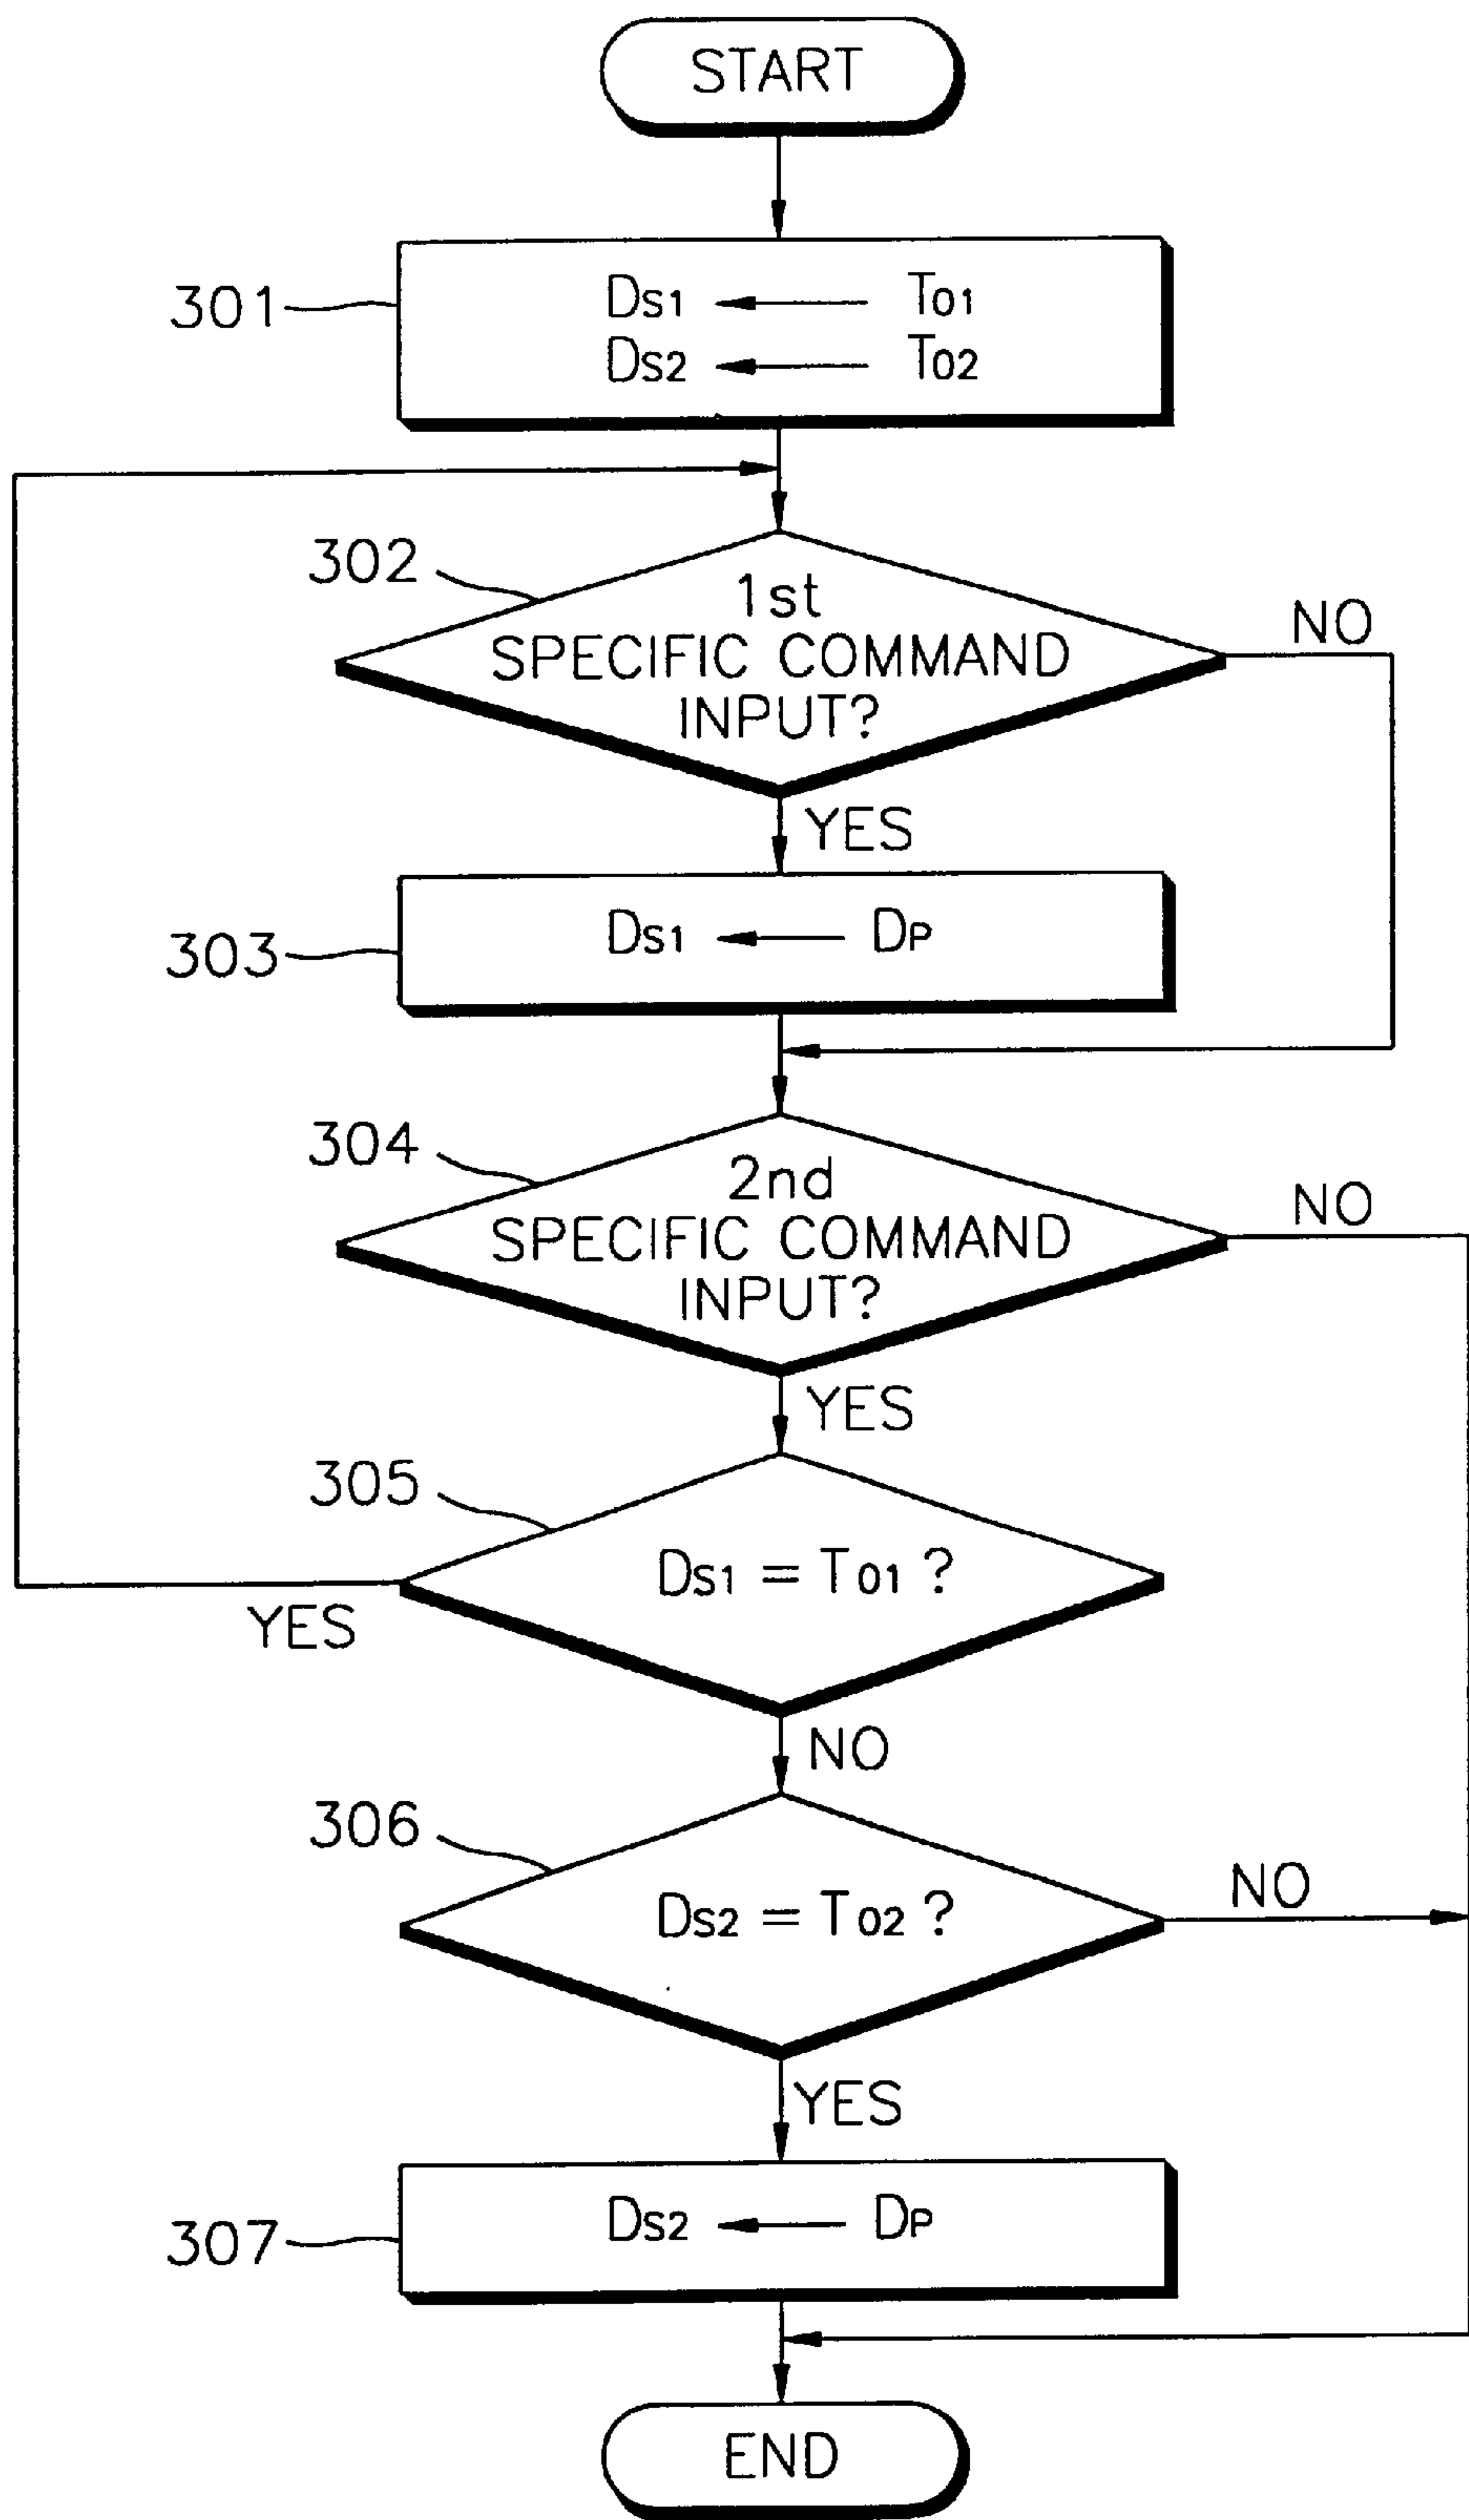 START
301
Ds1 ← To1
Ds2 ← To2
302
1st
SPECIFIC COMMAND
INPUT?
NO
YES
303
Ds1 ← DP
304
2nd
SPECIFIC COMMAND
INPUT?
NO
YES
305
Ds1 = To1 ?
YES
NO
306
Ds2 = To2 ?
NO
YES
307
Ds2 ← DP
END